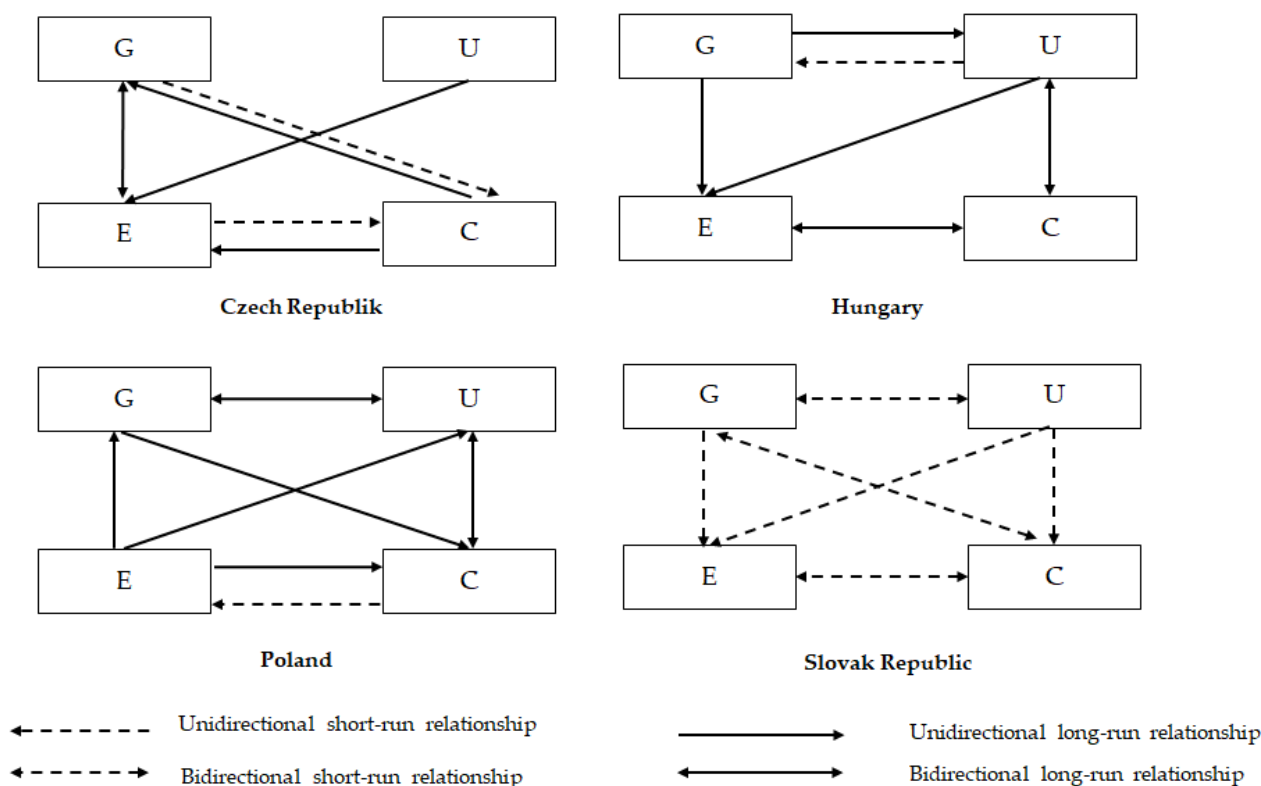 G U
E C
Czech Republik
G U
E C
Hungary
G U
E C
Poland
G U
E C
Slovak Republic
Unidirectional short-run relationship
Bidirectional short-run relationship
Unidirectional long-run relationship
Bidirectional long-run relationship